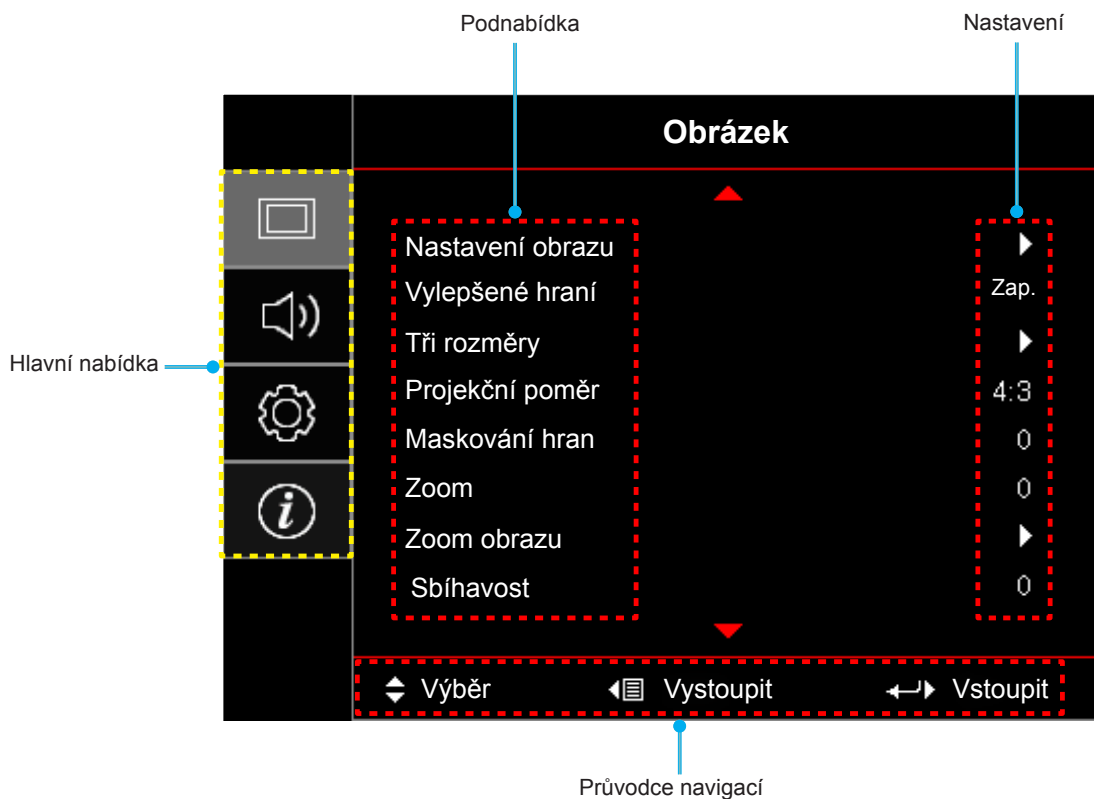 Podnabídka
Nastavení
Obrázek
Nastavení obrazu
Vylepšené hraní Zap.
Tři rozměry
Hlavní nabídka
Projekční poměr 4:3
Maskování hran 0
Zoom 0
Zoom obrazu
Sbíhavost 0
Výběr Vystoupit Vstoupit
Průvodce navigací